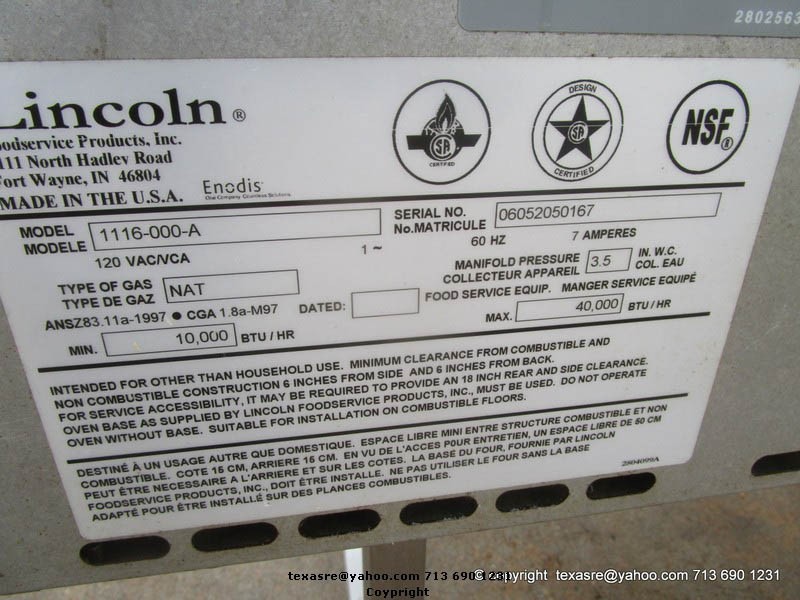 2802563
Lincoln®
oodservice Products, Inc.
111 North Hadley Road
Fort Wayne, IN 46804
MADE IN THE U.S.A.
Enodis
One Company. Countless Solutions.
CERTIFIED
DESIGN
CERTIFIED
NSF®
MODEL 1116-000-A
MODELE
SERIAL NO. 06052050167
No.MATRICULE
120 VAC/VCA 1~ 60 HZ 7 AMPERES
TYPE OF GAS NAT
TYPE DE GAZ
MANIFOLD PRESSURE 3.5 IN. W.C.
COLLECTEUR APPAREIL COL. EAU
ANSZ83.11a-1997 • CGA 1.8a-M97 DATED: FOOD SERVICE EQUIP. MANGER SERVICE EQUIPÉ
MIN. 10,000 BTU / HR MAX. 40,000 BTU / HR
INTENDED FOR OTHER THAN HOUSEHOLD USE. MINIMUM CLEARANCE FROM COMBUSTIBLE AND
NON COMBUSTIBLE CONSTRUCTION 6 INCHES FROM SIDE AND 6 INCHES FROM BACK.
FOR SERVICE ACCESSIBILITY, IT MAY BE REQUIRED TO PROVIDE AN 18 INCH REAR AND SIDE CLEARANCE.
OVEN BASE AS SUPPLIED BY LINCOLN FOODSERVICE PRODUCTS, INC., MUST BE USED. DO NOT OPERATE
OVEN WITHOUT BASE. SUITABLE FOR INSTALLATION ON COMBUSTIBLE FLOORS.
DESTINÉ À UN USAGE AUTRE QUE DOMESTIQUE. ESPACE LIBRE MINI ENTRE STRUCTURE COMBUSTIBLE ET NON
COMBUSTIBLE. COTE 15 CM, ARRIERE 15 CM. EN VU DE L'ACCES POUR ENTRETIEN, UN ESPACE LIBRE DE 50 CM
PEUT ÊTRE NECESSAIRE A L'ARRIERE ET SUR LES COTES. LA BASE DU FOUR, FOURNIE PAR LINCOLN
FOODSERVICE PRODUCTS, INC., DOIT ÊTRE INSTALLE. NE PAS UTILISER LE FOUR SANS LA BASE
ADAPTÉ POUR ÊTRE INSTALLÉ SUR DES PLANCES COMBUSTIBLES.
2804099A
texasre@yahoo.com 713 690 1231
Coypright
© copyright texasre@yahoo.com 713 690 1231